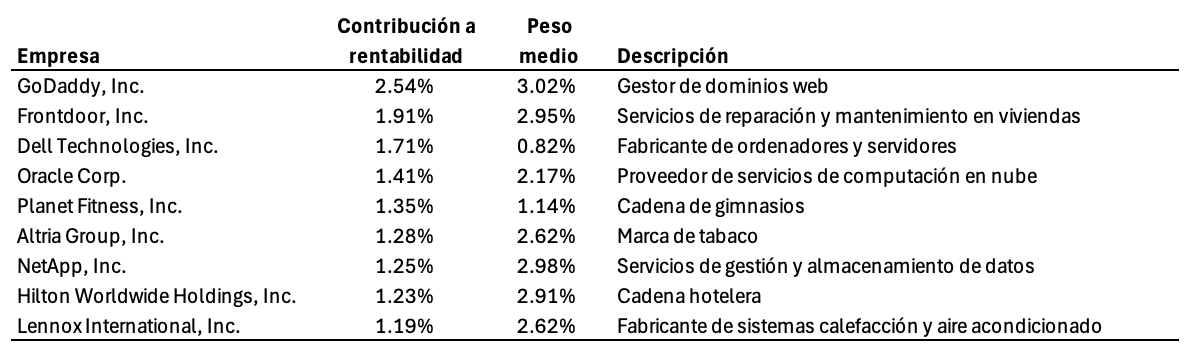 Contribución a Peso
Empresa rentabilidad medio Descripción
GoDaddy, Inc. 2.54% 3.02% Gestor de dominios web
Frontdoor, Inc. 1.91% 2.95% Servicios de reparación y mantenimiento en viviendas
Dell Technologies, Inc. 1.71% 0.82% Fabricante de ordenadores y servidores
Oracle Corp. 1.41% 2.17% Proveedor de servicios de computación en nube
Planet Fitness, Inc. 1.35% 1.14% Cadena de gimnasios
Altria Group, Inc. 1.28% 2.62% Marca de tabaco
NetApp, Inc. 1.25% 2.98% Servicios de gestión y almacenamiento de datos
Hilton Worldwide Holdings, Inc. 1.23% 2.91% Cadena hotelera
Lennox International, Inc. 1.19% 2.62% Fabricante de sistemas calefacción y aire acondicionado